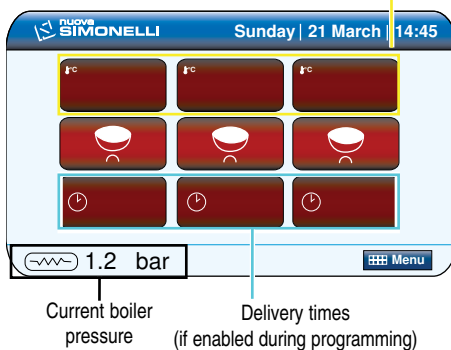 nuova
SIMONELLI
Sunday | 21 March | 14:45
°C °C °C
1.2 bar
Menu
Current boiler
pressure
Delivery times
(if enabled during programming)